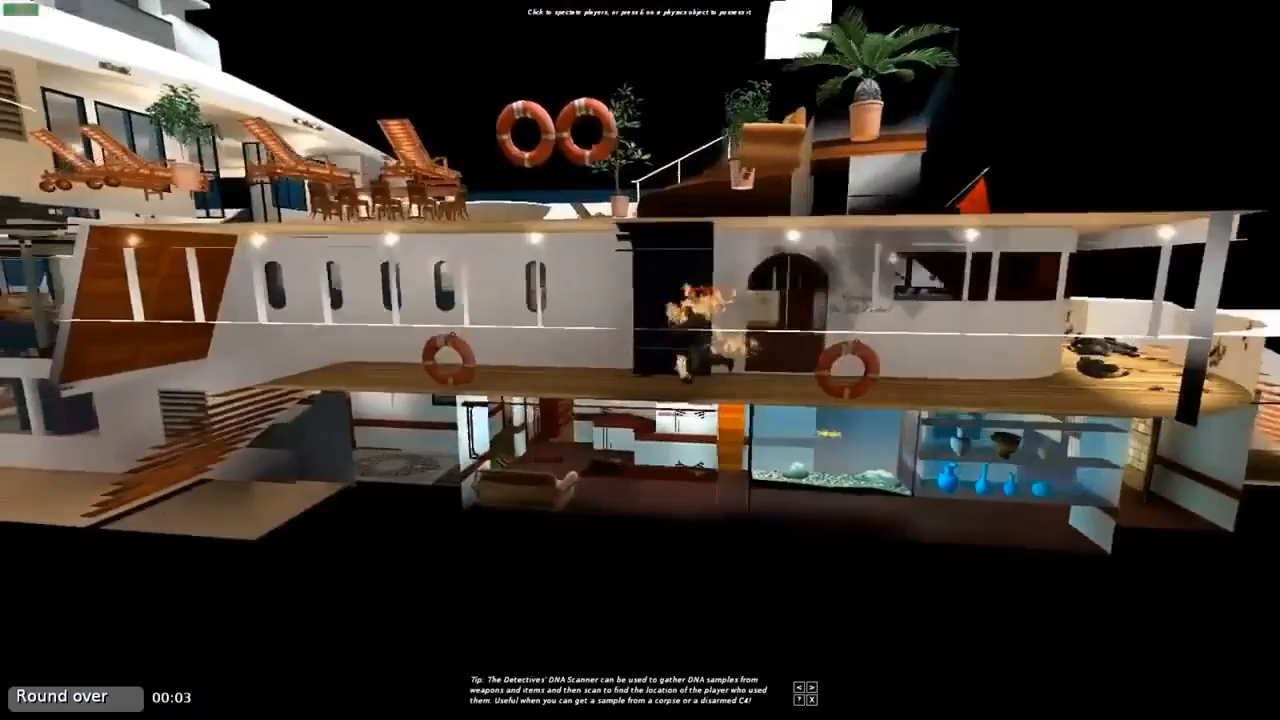 Click to spectate players, or press E on a physics object to possess it
Tip: The Detectives' DNA Scanner can be used to gather DNA samples from
weapons and items and then scan to find the location of the player who used
them. Useful when you can get a sample from a corpse or a disarmed C4!
< >
? X
Round over 00:03